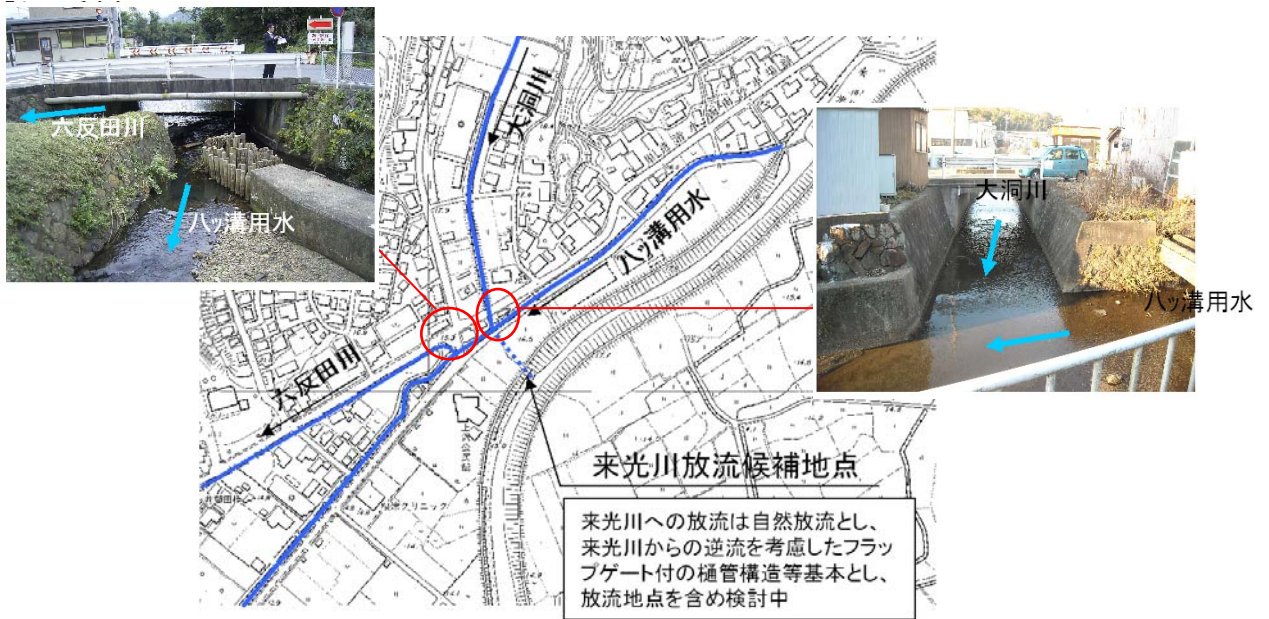 六反田川
八ッ溝用水
大洞川
八ッ溝用水
六反田川
大洞川
八ッ溝用水
来光川放流候補地点
来光川への放流は自然放流とし、
来光川からの逆流を考慮したフラッ
プゲート付の樋管構造等基本とし、
放流地点を含め検討中